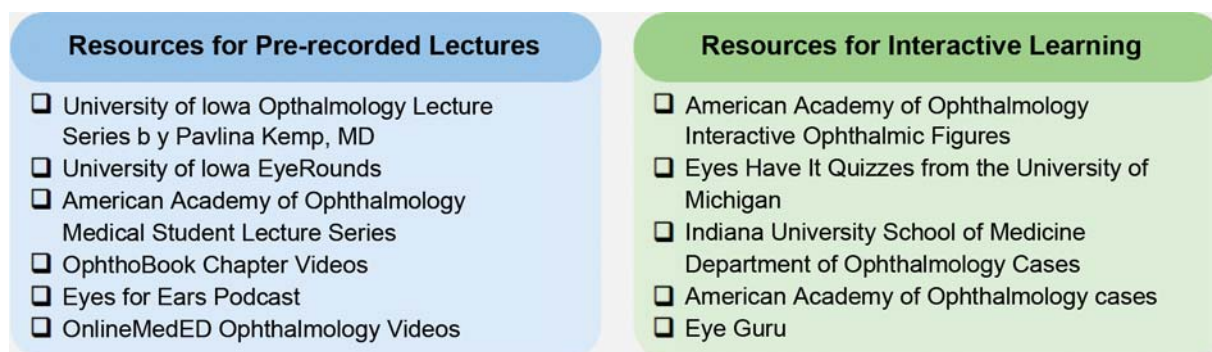 Resources for Pre-recorded Lectures
❑ University of Iowa Opthalmology Lecture
Series b y Pavlina Kemp, MD
❑ University of Iowa EyeRounds
❑ American Academy of Ophthalmology
Medical Student Lecture Series
❑ OphthoBook Chapter Videos
❑ Eyes for Ears Podcast
❑ OnlineMedED Ophthalmology Videos
Resources for Interactive Learning
❑ American Academy of Ophthalmology
Interactive Ophthalmic Figures
❑ Eyes Have It Quizzes from the University of
Michigan
❑ Indiana University School of Medicine
Department of Ophthalmology Cases
❑ American Academy of Ophthalmology cases
❑ Eye Guru